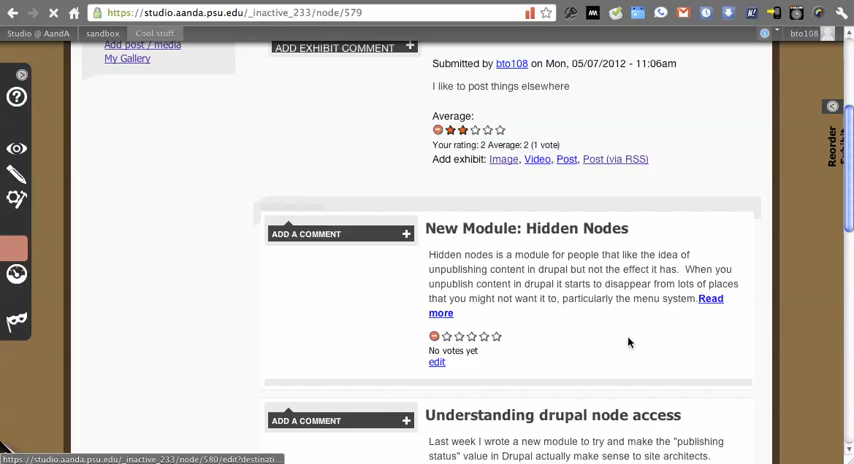 https://studio.aanda.psu.edu/_inactive_233/node/579
Studio @ AandA
sandbox
Cool stuff
bto108
Add post / media
My Gallery
ADD EXHIBIT COMMENT +
Submitted by bto108 on Mon, 05/07/2012 - 11:06am
I like to post things elsewhere
Average:
Your rating: 2 Average: 2 (1 vote)
Add exhibit: Image, Video, Post, Post (via RSS)
Reorder
ADD A COMMENT +
New Module: Hidden Nodes
Hidden nodes is a module for people that like the idea of
unpublishing content in drupal but not the effect it has. When you
unpublish content in drupal it starts to disappear from lots of places
that you might not want it to, particularly the menu system.Read
more
No votes yet
edit
ADD A COMMENT +
Understanding drupal node access
Last week I wrote a new module to try and make the "publishing
status" value in Drupal actually make sense to site architects.
https://studio.aanda.psu.edu/_inactive_233/node/580/edit?destinati...